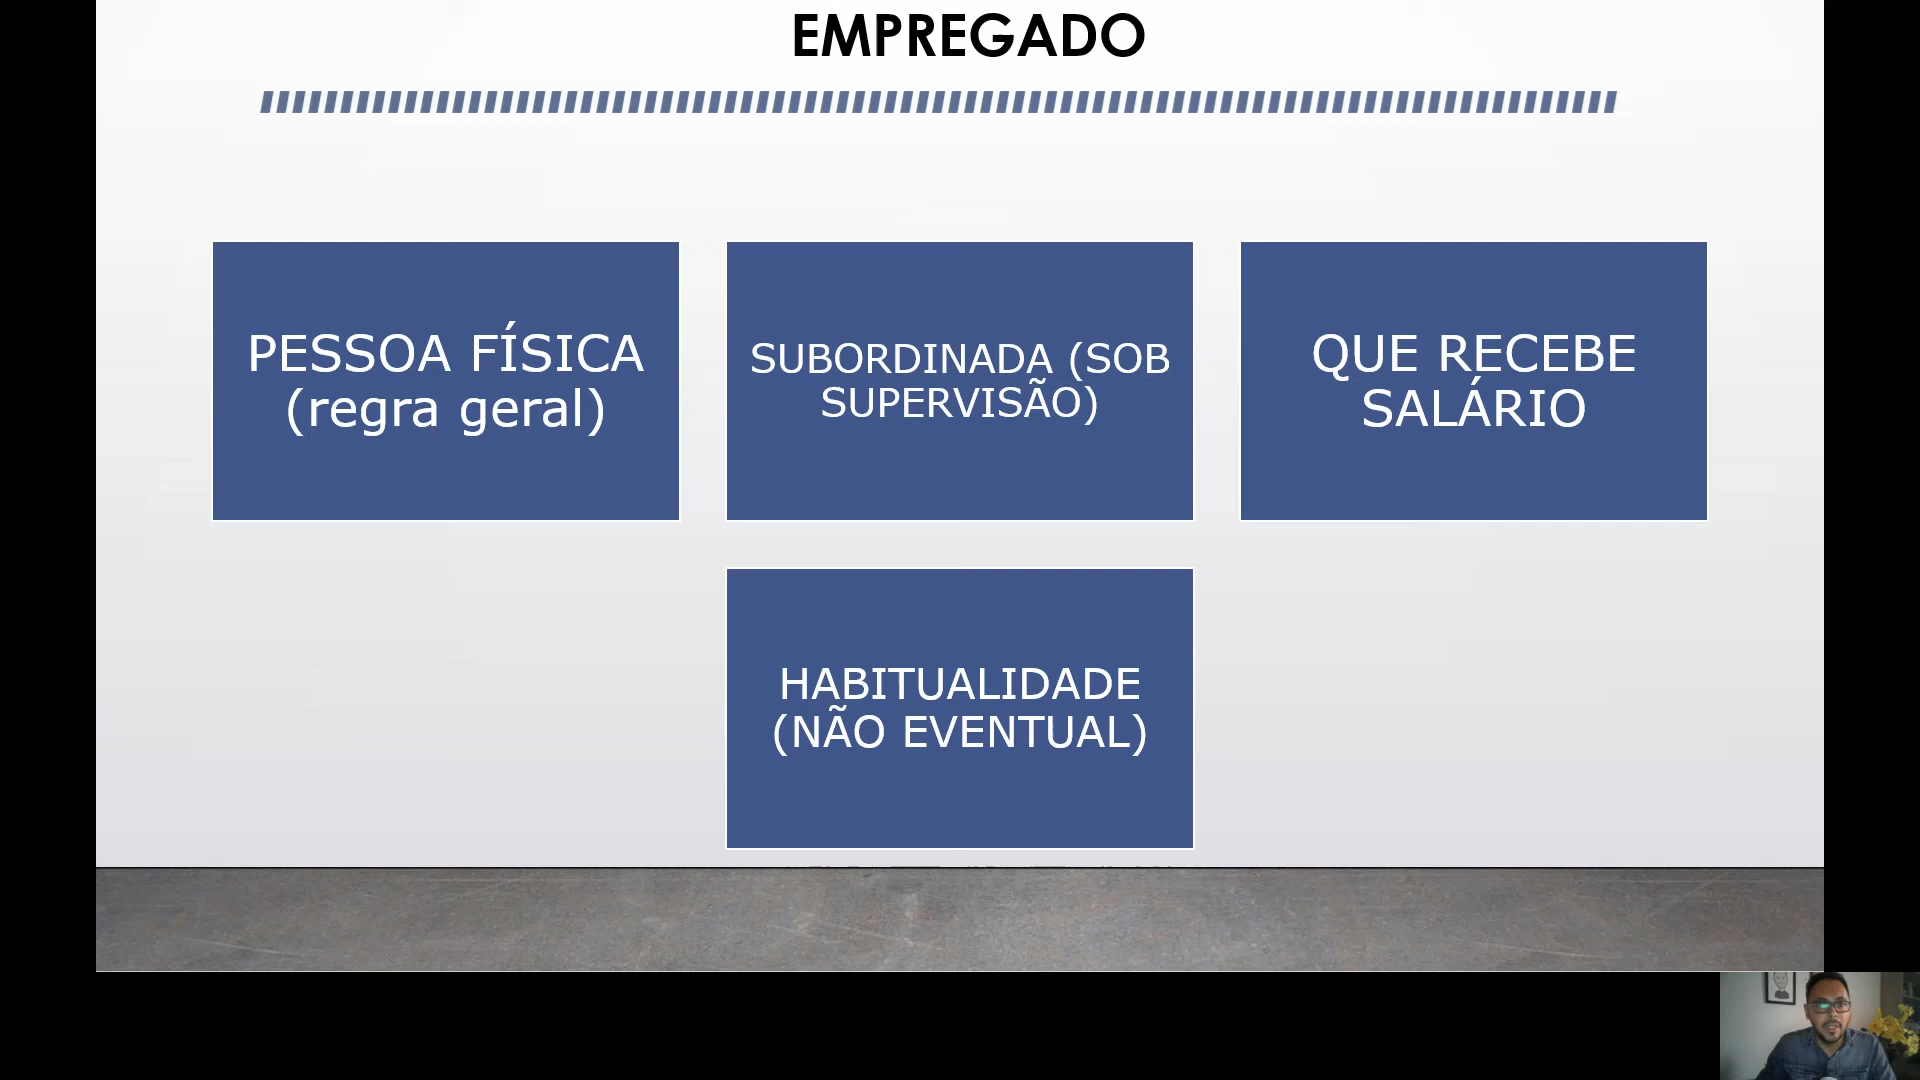 EMPREGADO
PESSOA FÍSICA
(regra geral)
SUBORDINADA (SOB
SUPERVISÃO)
QUE RECEBE
SALÁRIO
HABITUALIDADE
(NÃO EVENTUAL)